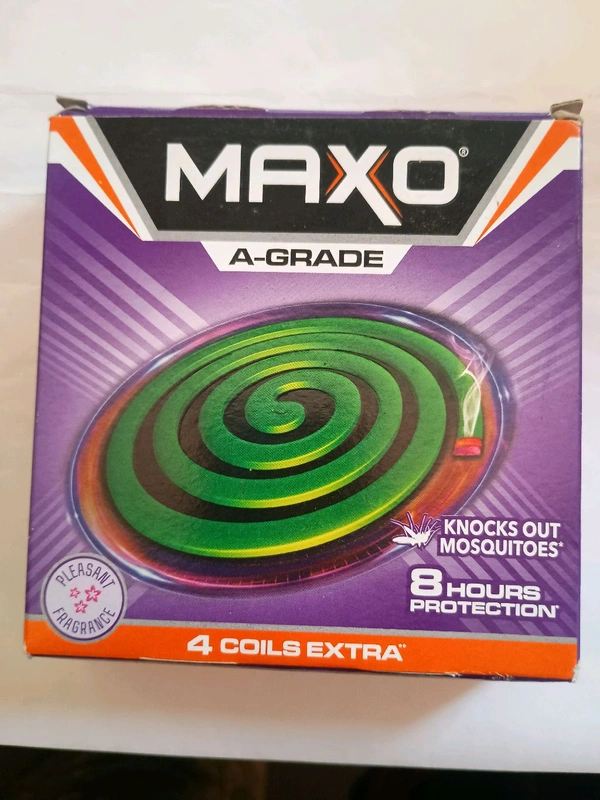 MAXO®
A-GRADE
KNOCKS OUT
MOSQUITOES*
8 HOURS
PROTECTION*
PLEASANT
FRAGRANCE
4 COILS EXTRA**